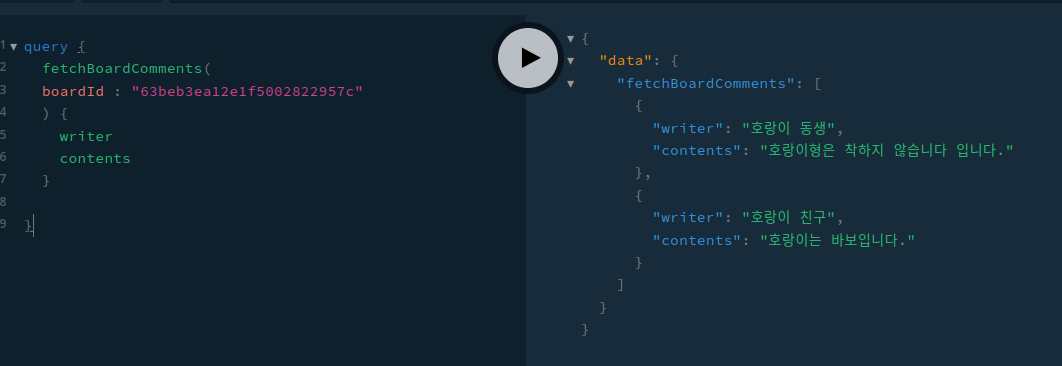 1 query {
2 fetchBoardComments(
3 boardId : "63beb3ea12e1f5002822957c"
4 ) {
5 writer
6 contents
7 }
8
9 }
{
"data": {
"fetchBoardComments": [
{
"writer": "호랑이 동생",
"contents": "호랑이형은 착하지 않습니다 입니다."
},
{
"writer": "호랑이 친구",
"contents": "호랑이는 바보입니다."
}
]
}
}